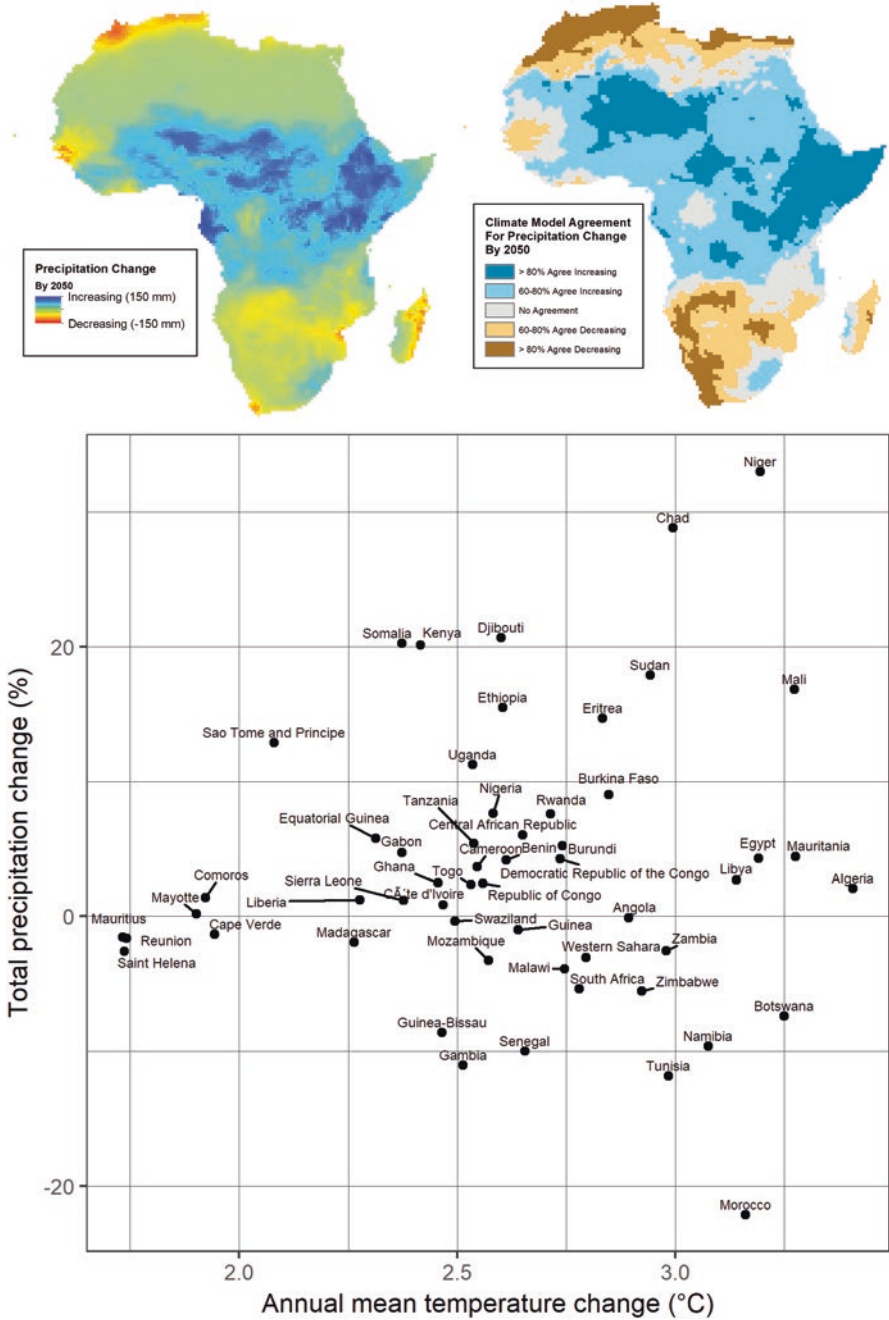 Precipitation Change
By 2050
Increasing (150 mm)
Decreasing (-150 mm)
Climate Model Agreement
For Precipitation Change
By 2050
> 80% Agree Increasing
60-80% Agree Increasing
No Agreement
60-80% Agree Decreasing
> 80% Agree Decreasing
Niger
Chad
Somalia
Kenya
Djibouti
Sudan
Mali
Ethiopia
Eritrea
Sao Tome and Principe
Uganda
Burkina Faso
Nigeria
Tanzania
Rwanda
Equatorial Guinea
Central African Republic
Gabon
Cameroon
Benin
Burundi
Egypt
Mauritania
Ghana
Togo
Democratic Republic of the Congo
Libya
Algeria
Comoros
Sierra Leone
Mayotte
Liberia
CÃ´te d'Ivoire
Republic of Congo
Mauritius
Cape Verde
Swaziland
Guinea
Angola
Reunion
Madagascar
Mozambique
Western Sahara
Zambia
Saint Helena
Malawi
South Africa
Zimbabwe
Botswana
Guinea-Bissau
Senegal
Namibia
Gambia
Tunisia
Morocco
20
0
-20
Total precipitation change (%)
2.0
2.5
3.0
Annual mean temperature change (°C)